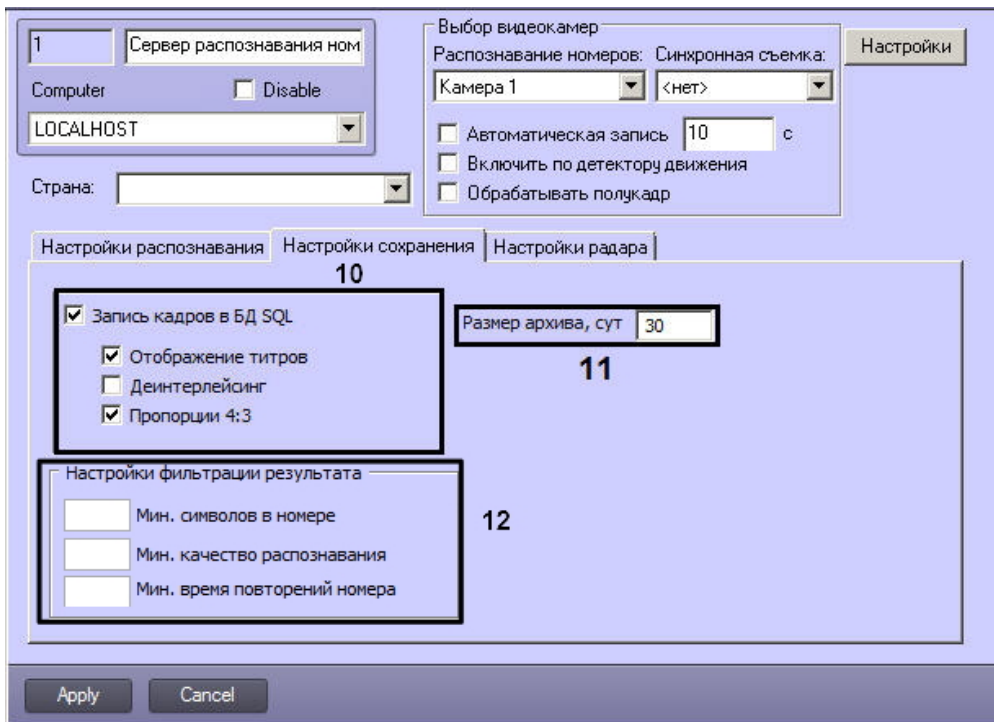 1
Сервер распознавания ном
Computer
Disable
LOCALHOST
Страна:
Выбор видеокамер
Распознавание номеров: Синхронная съемка:
Камера 1
<нет>
Автоматическая запись 10 с
Включить по детектору движения
Обрабатывать полукадр
Настройки
Настройки распознавания Настройки сохранения Настройки радара
10
Запись кадров в БД SQL
Отображение титров
Деинтерлейсинг
Пропорции 4:3
Размер архива, сут 30
11
Настройки фильтрации результата
Мин. символов в номере
Мин. качество распознавания
Мин. время повторений номера
12
Apply
Cancel